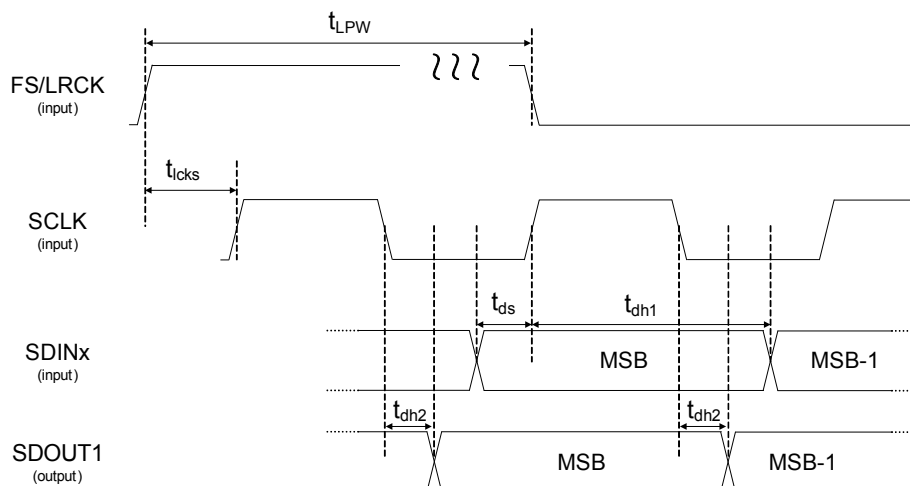 tLPW
FS/LRCK
(input)
tlcks
SCLK
(input)
tds
tdh1
SDINx
(input)
MSB
MSB-1
tdh2
tdh2
SDOUT1
(output)
MSB
MSB-1